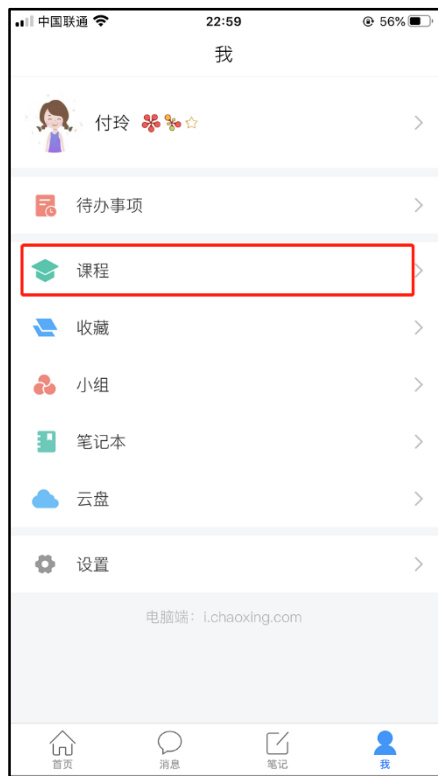 中国联通 22:59 56%
我
付玲
待办事项
课程
收藏
小组
笔记本
云盘
设置
电脑端：i.chaoxing.com
首页 消息 笔记 我